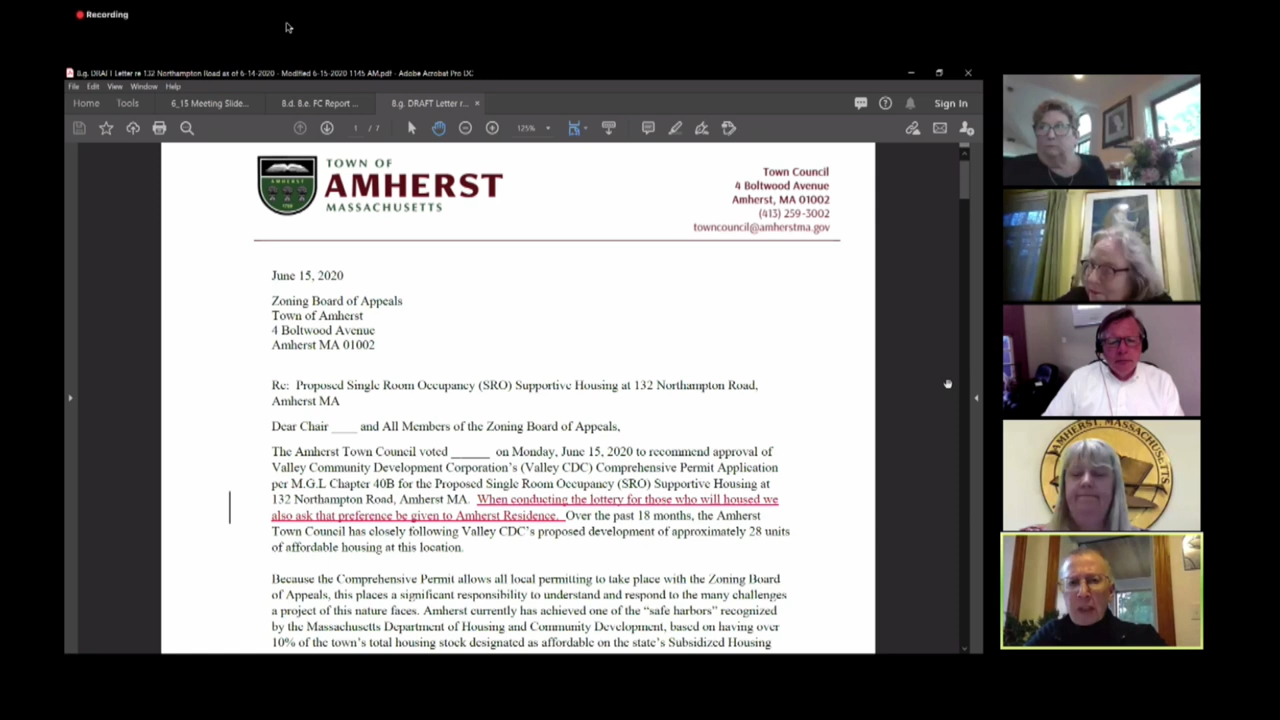 Recording
8.g. DRAFT Letter re 132 Northampton Road as of 6-14-2020 - Modified 6-15-2020 1145 AM.pdf - Adobe Acrobat Pro DC
File Edit View Window Help
Home Tools 6_15 Meeting Slide... 8.d. 8.e. FC Report ... 8.g. DRAFT Letter r... × Sign In
1 / 7 125%
TOWN OF
AMHERST
MASSACHUSETTS
AMHERST
Town Council
4 Boltwood Avenue
Amherst, MA 01002
(413) 259-3002
towncouncil@amherstma.gov
June 15, 2020
Zoning Board of Appeals
Town of Amherst
4 Boltwood Avenue
Amherst MA 01002
Re: Proposed Single Room Occupancy (SRO) Supportive Housing at 132 Northampton Road,
Amherst MA
Dear Chair ____ and All Members of the Zoning Board of Appeals,
The Amherst Town Council voted ______ on Monday, June 15, 2020 to recommend approval of
Valley Community Development Corporation's (Valley CDC) Comprehensive Permit Application
per M.G.L Chapter 40B for the Proposed Single Room Occupancy (SRO) Supportive Housing at
132 Northampton Road, Amherst MA. When conducting the lottery for those who will housed we
also ask that preference be given to Amherst Residence. Over the past 18 months, the Amherst
Town Council has closely following Valley CDC's proposed development of approximately 28 units
of affordable housing at this location.
Because the Comprehensive Permit allows all local permitting to take place with the Zoning Board
of Appeals, this places a significant responsibility to understand and respond to the many challenges
a project of this nature faces. Amherst currently has achieved one of the "safe harbors" recognized
by the Massachusetts Department of Housing and Community Development, based on having over
10% of the town's total housing stock designated as affordable on the state's Subsidized Housing
AMHERST, MASSACHUSETTS